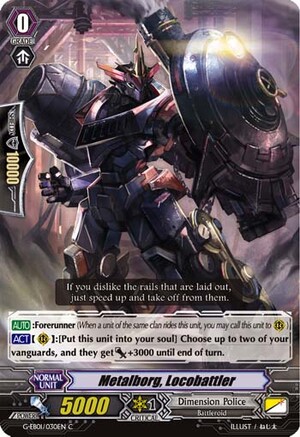 0
GRADE
10000
If you dislike the rails that are laid out,
just speed up and take off from them.
AUTO :Forerunner (When a unit of the same clan rides this unit, you may call this unit to )
ACT [ ]:[Put this unit into your soul] Choose up to two of your
vanguards, and they get +3000 until end of turn.
NORMAL
UNIT
Metalborg, Locobattler
G-EB01/030EN C
ILLUST /
POWER
5000
1
CRITICAL
Dimension Police
Battleroid